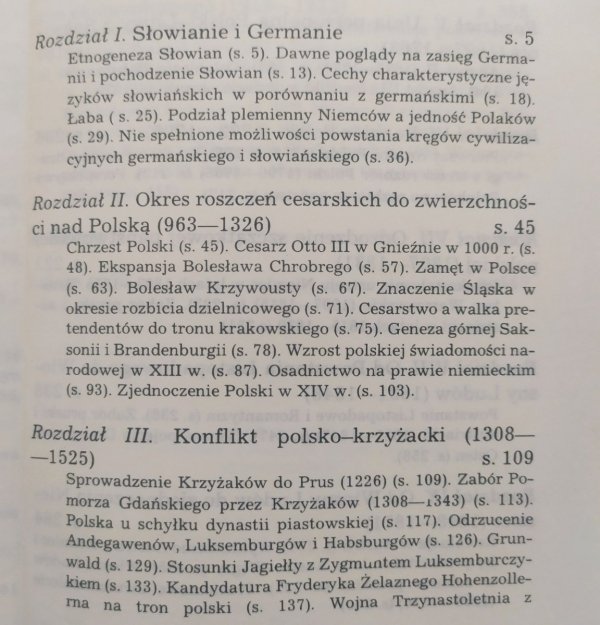 Rozdział I. Słowianie i Germanie s. 5
Etnogeneza Słowian (s. 5). Dawne poglądy na zasięg Germa-
nii i pochodzenie Słowian (s. 13). Cechy charakterystyczne ję-
zyków słowiańskich w porównaniu z germańskimi (s. 18).
Łaba ( s. 25). Podział plemienny Niemców a jedność Polaków
(s. 29). Nie spełnione możliwości powstania kręgów cywiliza-
cyjnych germańskiego i słowiańskiego (s. 36).
Rozdział II. Okres roszczeń cesarskich do zwierzchnoś-
ci nad Polską (963—1326) s. 45
Chrzest Polski (s. 45). Cesarz Otto III w Gnieźnie w 1000 r. (s.
48). Ekspansja Bolesława Chrobrego (s. 57). Zamęt w Polsce
(s. 63). Bolesław Krzywousty (s. 67). Znaczenie Śląska w
okresie rozbicia dzielnicowego (s. 71). Cesarstwo a walka pre-
tendentów do tronu krakowskiego (s. 75). Geneza górnej Sak-
sonii i Brandenburgii (s. 78). Wzrost polskiej świadomości na-
rodowej w XIII w. (s. 87). Osadnictwo na prawie niemieckim
(s. 93). Zjednoczenie Polski w XIV w. (s. 103).
Rozdział III. Konflikt polsko–krzyżacki (1308—
—1525) s. 109
Sprowadzenie Krzyżaków do Prus (1226) (s. 109). Zabór Po-
morza Gdańskiego przez Krzyżaków (1308—1343) (s. 113).
Polska u schyłku dynastii piastowskiej (s. 117). Odrzucenie
Andegawenów, Luksemburgów i Habsburgów (s. 126). Grun-
wald (s. 129). Stosunki Jagiełły z Zygmuntem Luksemburczy-
kiem (s. 133). Kandydatura Fryderyka Żelaznego Hohenzolle-
rna na tron polski (s. 137). Wojna Trzynastoletnia z